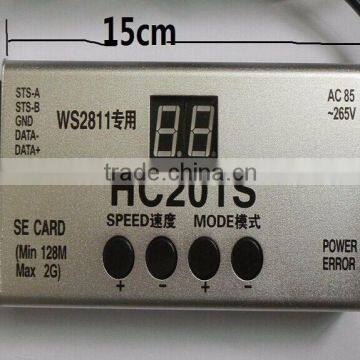 15cm
STS-A
STS-B
GND
DATA-
DATA+
WS2811专用
88
AC 85
~265V
trade.china.cn
HC201S
SE CARD
(Min 128M
Max 2G)
SPEED速度 MODE模式
+ - + -
POWER
ERROR